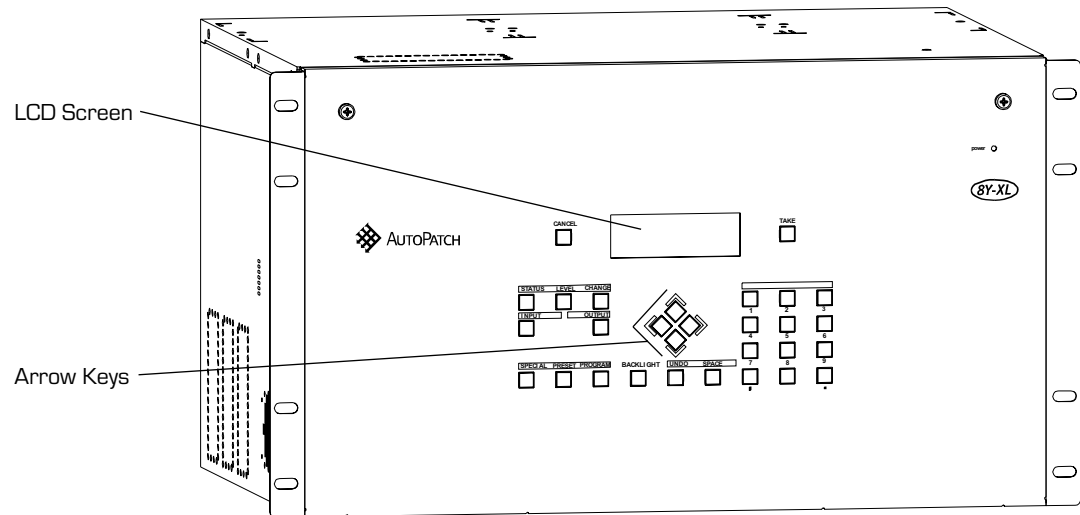 LCD Screen
power
8Y-XL
CANCEL
TAKE
AUTOPATCH
STATUS LEVEL CHANGE
INPUT OUTPUT
1 2 3
4 5 6
Arrow Keys
SPECIAL PRESET PROGRAM BACKLIGHT UNDO SPACE
7 8 9